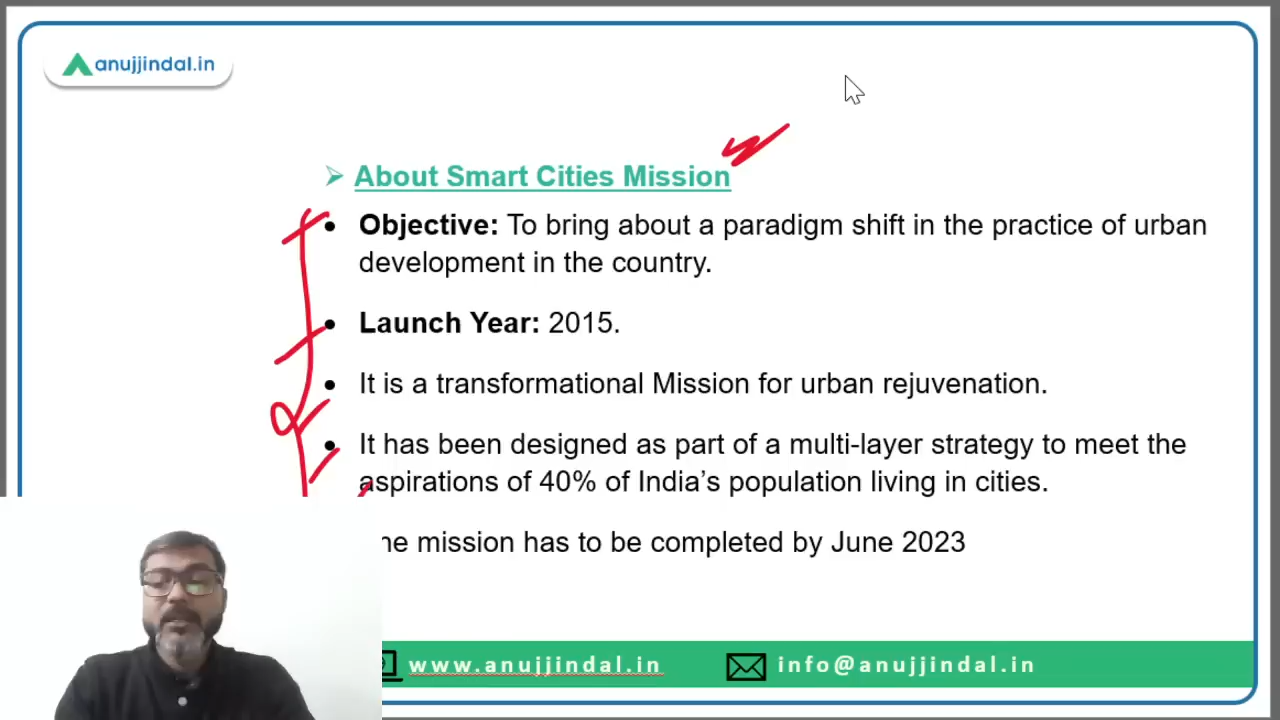 anujjindal.in
About Smart Cities Mission
Objective: To bring about a paradigm shift in the practice of urban
development in the country.
Launch Year: 2015.
It is a transformational Mission for urban rejuvenation.
It has been designed as part of a multi-layer strategy to meet the
aspirations of 40% of India's population living in cities.
he mission has to be completed by June 2023
www.anujjindal.in
info@anujjindal.in